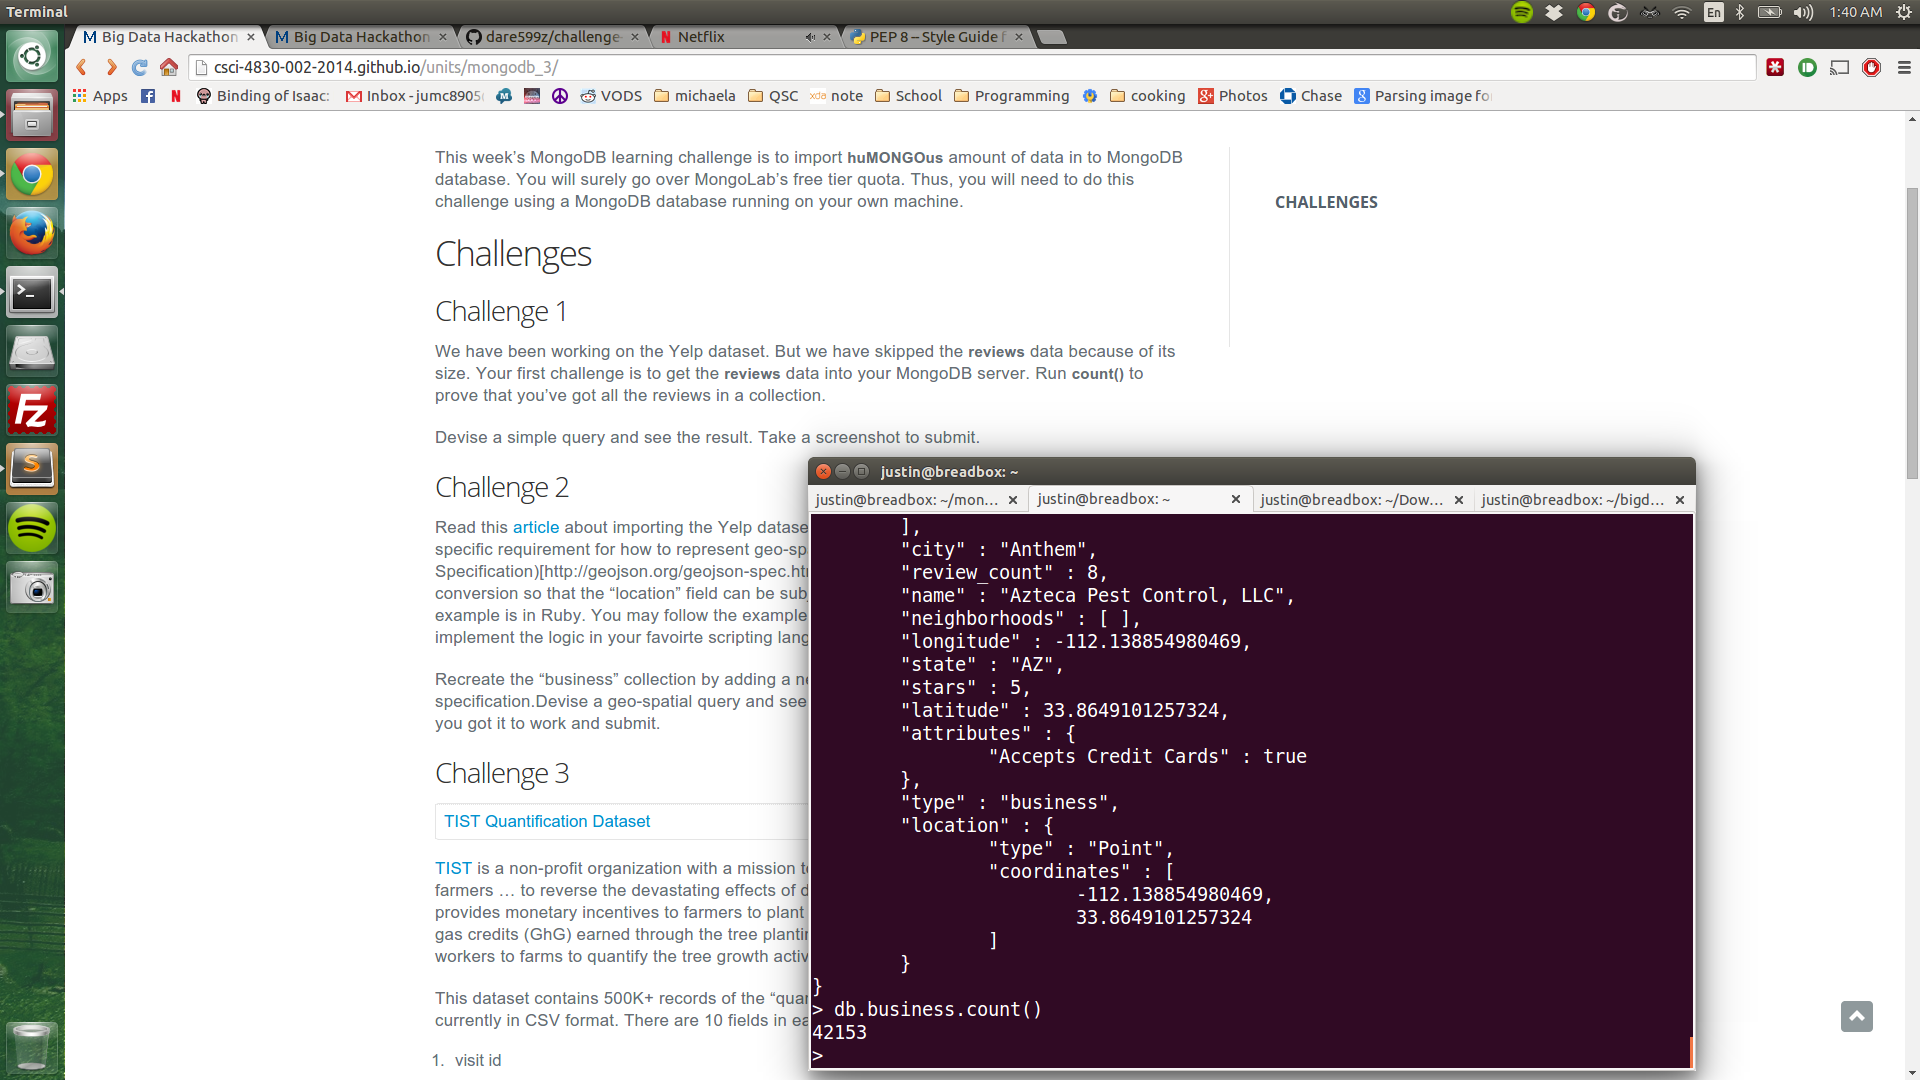 Terminal
En
1:40 AM
M Big Data Hackathon
M Big Data Hackathon
dare599z/challenge-
N Netflix
PEP 8 -- Style Guide f
csci-4830-002-2014.github.io/units/mongodb_3/
Apps
Binding of Isaac:
Inbox - jumc8905
VODS
michaela
QSC
xda note
School
Programming
cooking
Photos
Chase
Parsing image fo
This week's MongoDB learning challenge is to import huMONGOus amount of data in to MongoDB
database. You will surely go over MongoLab's free tier quota. Thus, you will need to do this
challenge using a MongoDB database running on your own machine.
CHALLENGES
Challenges
Challenge 1
We have been working on the Yelp dataset. But we have skipped the reviews data because of its
size. Your first challenge is to get the reviews data into your MongoDB server. Run count() to
prove that you've got all the reviews in a collection.
Devise a simple query and see the result. Take a screenshot to submit.
Challenge 2
Read this article about importing the Yelp datase
specific requirement for how to represent geo-sp
Specification)[http://geojson.org/geojson-spec.htm
conversion so that the "location" field can be sub
example is in Ruby. You may follow the example
implement the logic in your favoirte scripting lang
Recreate the "business" collection by adding a ne
specification.Devise a geo-spatial query and see
you got it to work and submit.
Challenge 3
TIST Quantification Dataset
TIST is a non-profit organization with a mission to
farmers … to reverse the devastating effects of d
provides monetary incentives to farmers to plant
gas credits (GhG) earned through the tree plantin
workers to farms to quantify the tree growth activ
This dataset contains 500K+ records of the "quan
currently in CSV format. There are 10 fields in ea
1. visit id
justin@breadbox: ~
justin@breadbox: ~/mon...
justin@breadbox: ~
justin@breadbox: ~/Dow...
justin@breadbox: ~/bigd...
],
"city" : "Anthem",
"review_count" : 8,
"name" : "Azteca Pest Control, LLC",
"neighborhoods" : [ ],
"longitude" : -112.138854980469,
"state" : "AZ",
"stars" : 5,
"latitude" : 33.8649101257324,
"attributes" : {
"Accepts Credit Cards" : true
},
"type" : "business",
"location" : {
"type" : "Point",
"coordinates" : [
-112.138854980469,
33.8649101257324
]
}
}
> db.business.count()
42153
>